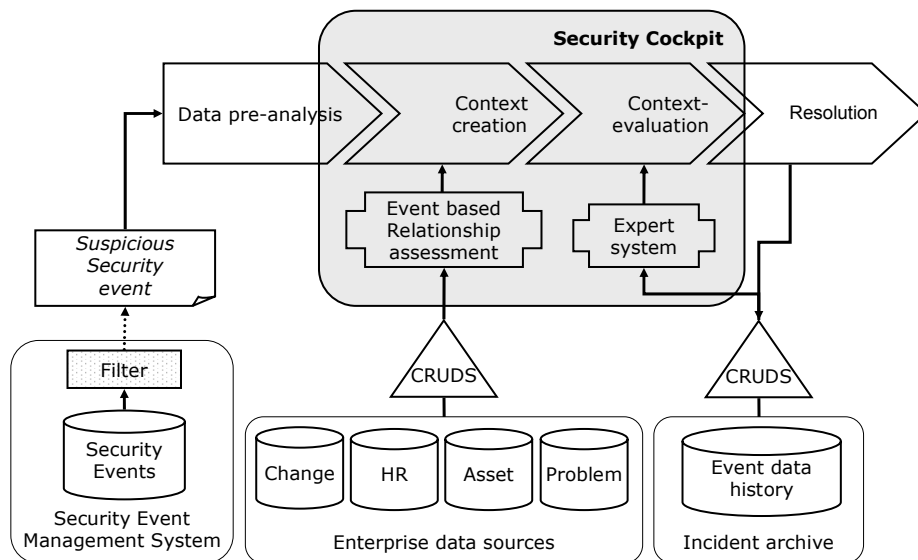 Security Cockpit
Data pre-analysis
Context
creation
Context-
evaluation
Resolution
Event based
Relationship
assessment
Expert
system
Suspicious
Security
event
Filter
Security
Events
Security Event
Management System
CRUDS
Change
HR
Asset
Problem
Enterprise data sources
CRUDS
Event data
history
Incident archive